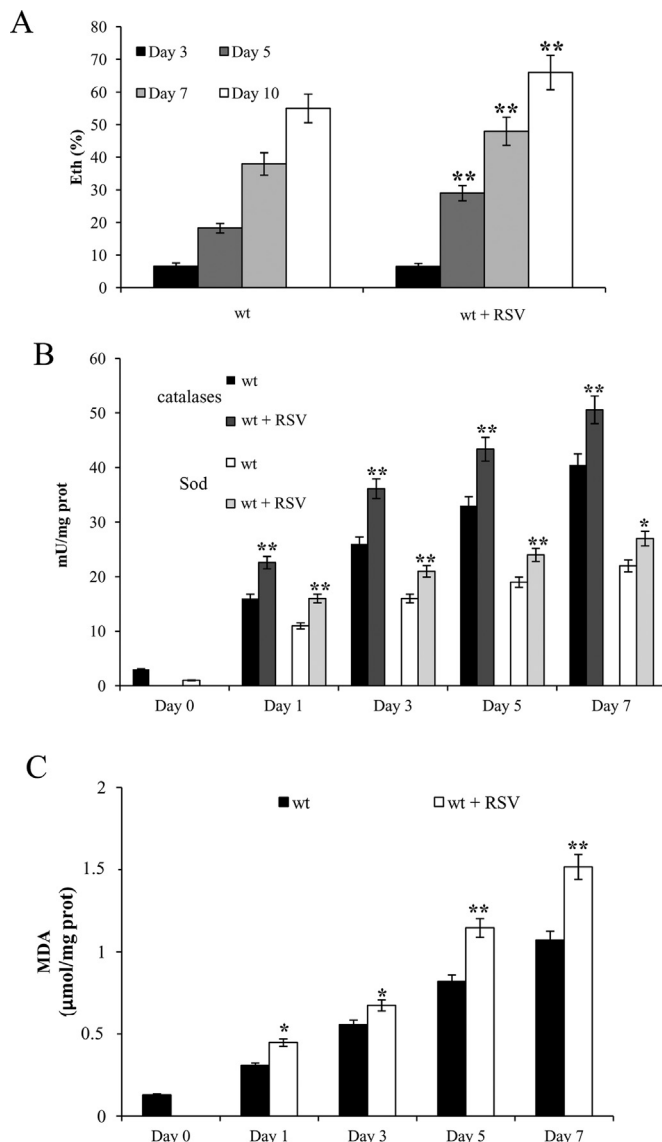 A
Day 3 Day 5
Day 7 Day 10
Eth (%)
80
70
60
50
40
30
20
10
0
** ** **
wt wt + RSV
B
catalases
wt
wt + RSV
Sod
wt
wt + RSV
mU/mg prot
60
50
40
30
20
10
0
** ** ** ** ** ** ** *
Day 0 Day 1 Day 3 Day 5 Day 7
C
wt wt + RSV
MDA
(μmol/mg prot)
2
1.5
1
0.5
0
* * ** **
Day 0 Day 1 Day 3 Day 5 Day 7